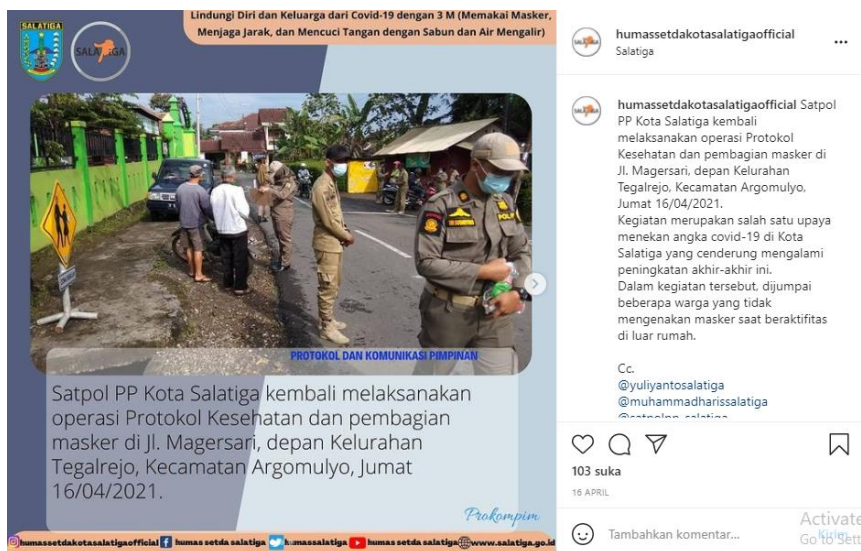 Lindungi Diri dan Keluarga dari Covid-19 dengan 3 M (Memakai Masker,
Menjaga Jarak, dan Mencuci Tangan dengan Sabun dan Air Mengalir)
SALATIGA
SALATIGA
PROTOKOL DAN KOMUNIKASI PIMPINAN
Satpol PP Kota Salatiga kembali melaksanakan
operasi Protokol Kesehatan dan pembagian
masker di Jl. Magersari, depan Kelurahan
Tegalrejo, Kecamatan Argomulyo, Jumat
16/04/2021.
Prokompim
humassetdakotasalatigaofficial humas setda salatiga humassalatiga humas setda salatiga www.salatiga.go.id
humassetdakotasalatigaofficial
Salatiga
humassetdakotasalatigaofficial Satpol
PP Kota Salatiga kembali
melaksanakan operasi Protokol
Kesehatan dan pembagian masker di
Jl. Magersari, depan Kelurahan
Tegalrejo, Kecamatan Argomulyo,
Jumat 16/04/2021.
Kegiatan merupakan salah satu upaya
menekan angka covid-19 di Kota
Salatiga yang cenderung mengalami
peningkatan akhir-akhir ini.
Dalam kegiatan tersebut, dijumpai
beberapa warga yang tidak
mengenakan masker saat beraktifitas
di luar rumah.
Cc.
@yuliyantosalatiga
@muhammadharissalatiga
@satpolpp_salatiga
103 suka
16 APRIL
Tambahkan komentar...
Kirim
Activate
Go to Sett